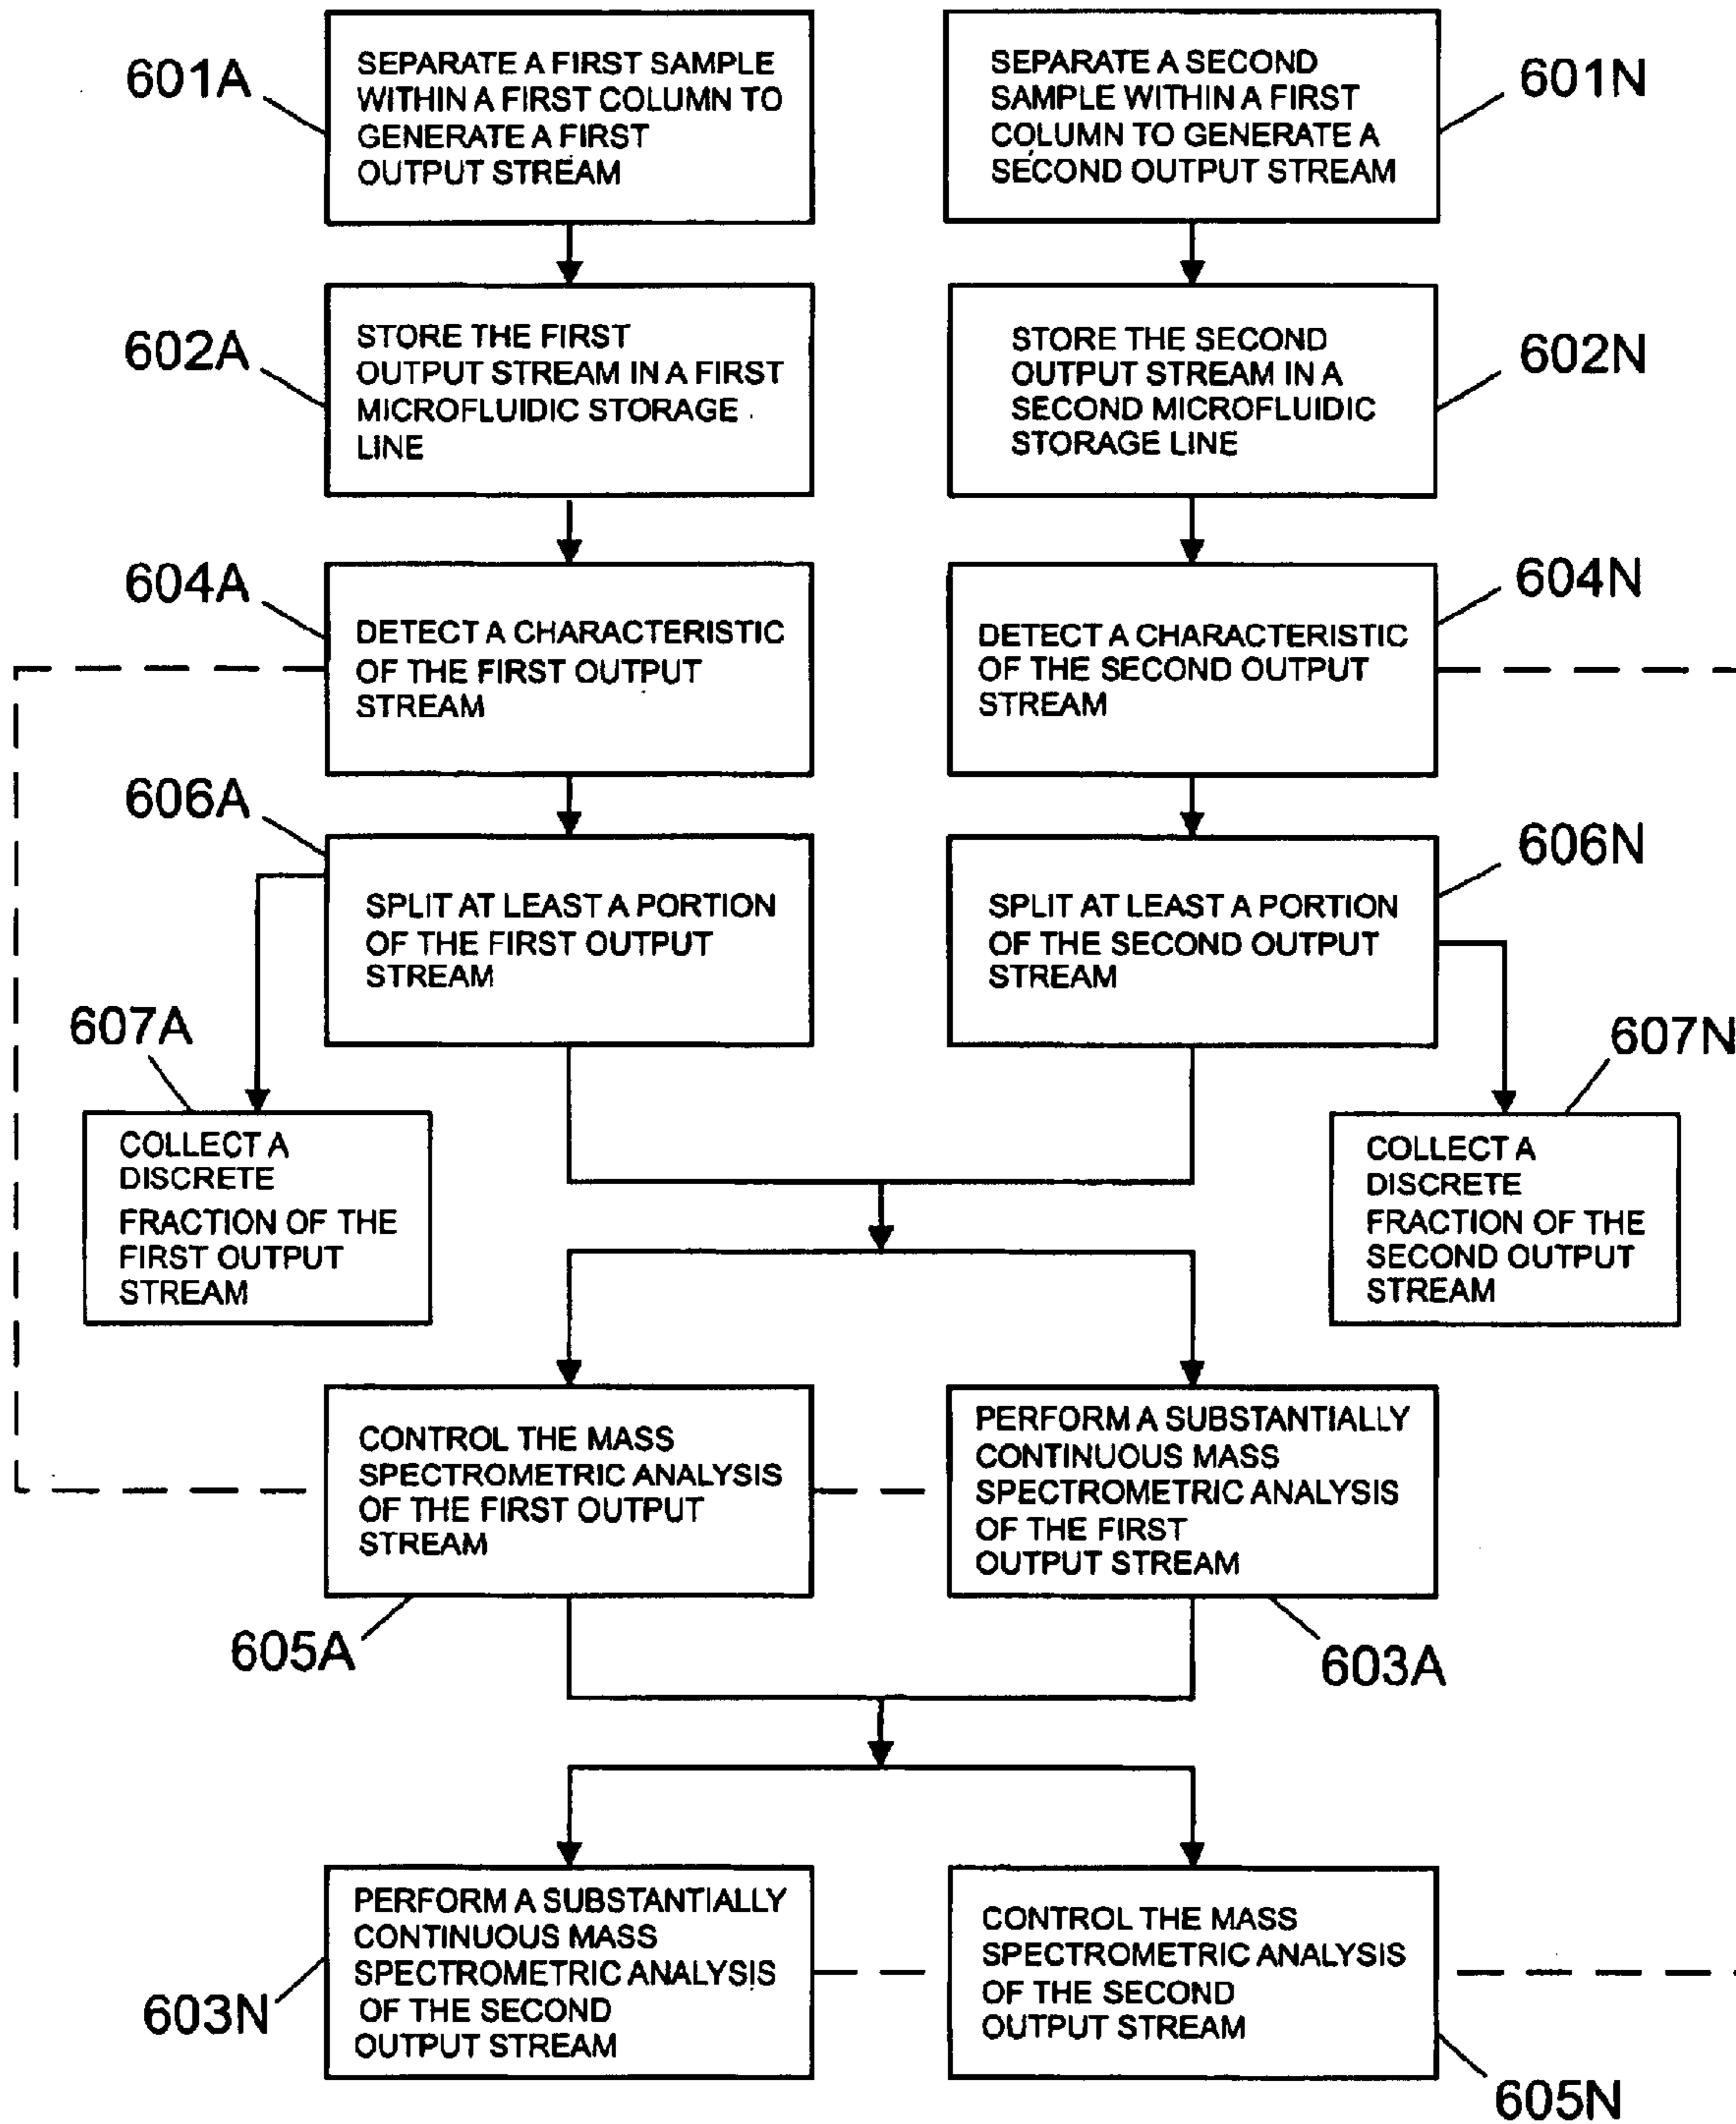 601A
SEPARATE A FIRST SAMPLE
WITHIN A FIRST COLUMN TO
GENERATE A FIRST
OUTPUT STREAM
SEPARATE A SECOND
SAMPLE WITHIN A FIRST
COLUMN TO GENERATE A
SECOND OUTPUT STREAM
601N
602A
STORE THE FIRST
OUTPUT STREAM IN A FIRST
MICROFLUIDIC STORAGE
LINE
STORE THE SECOND
OUTPUT STREAM IN A
SECOND MICROFLUIDIC
STORAGE LINE
602N
604A
DETECT A CHARACTERISTIC
OF THE FIRST OUTPUT
STREAM
DETECT A CHARACTERISTIC
OF THE SECOND OUTPUT
STREAM
604N
606A
SPLIT AT LEAST A PORTION
OF THE FIRST OUTPUT
STREAM
SPLIT AT LEAST A PORTION
OF THE SECOND OUTPUT
STREAM
606N
607A
COLLECT A
DISCRETE
FRACTION OF THE
FIRST OUTPUT
STREAM
607N
COLLECT A
DISCRETE
FRACTION OF THE
SECOND OUTPUT
STREAM
CONTROL THE MASS
SPECTROMETRIC ANALYSIS
OF THE FIRST OUTPUT
STREAM
605A
PERFORM A SUBSTANTIALLY
CONTINUOUS MASS
SPECTROMETRIC ANALYSIS
OF THE FIRST
OUTPUT STREAM
603A
603N
PERFORM A SUBSTANTIALLY
CONTINUOUS MASS
SPECTROMETRIC ANALYSIS
OF THE SECOND
OUTPUT STREAM
CONTROL THE MASS
SPECTROMETRIC ANALYSIS
OF THE SECOND
OUTPUT STREAM
605N